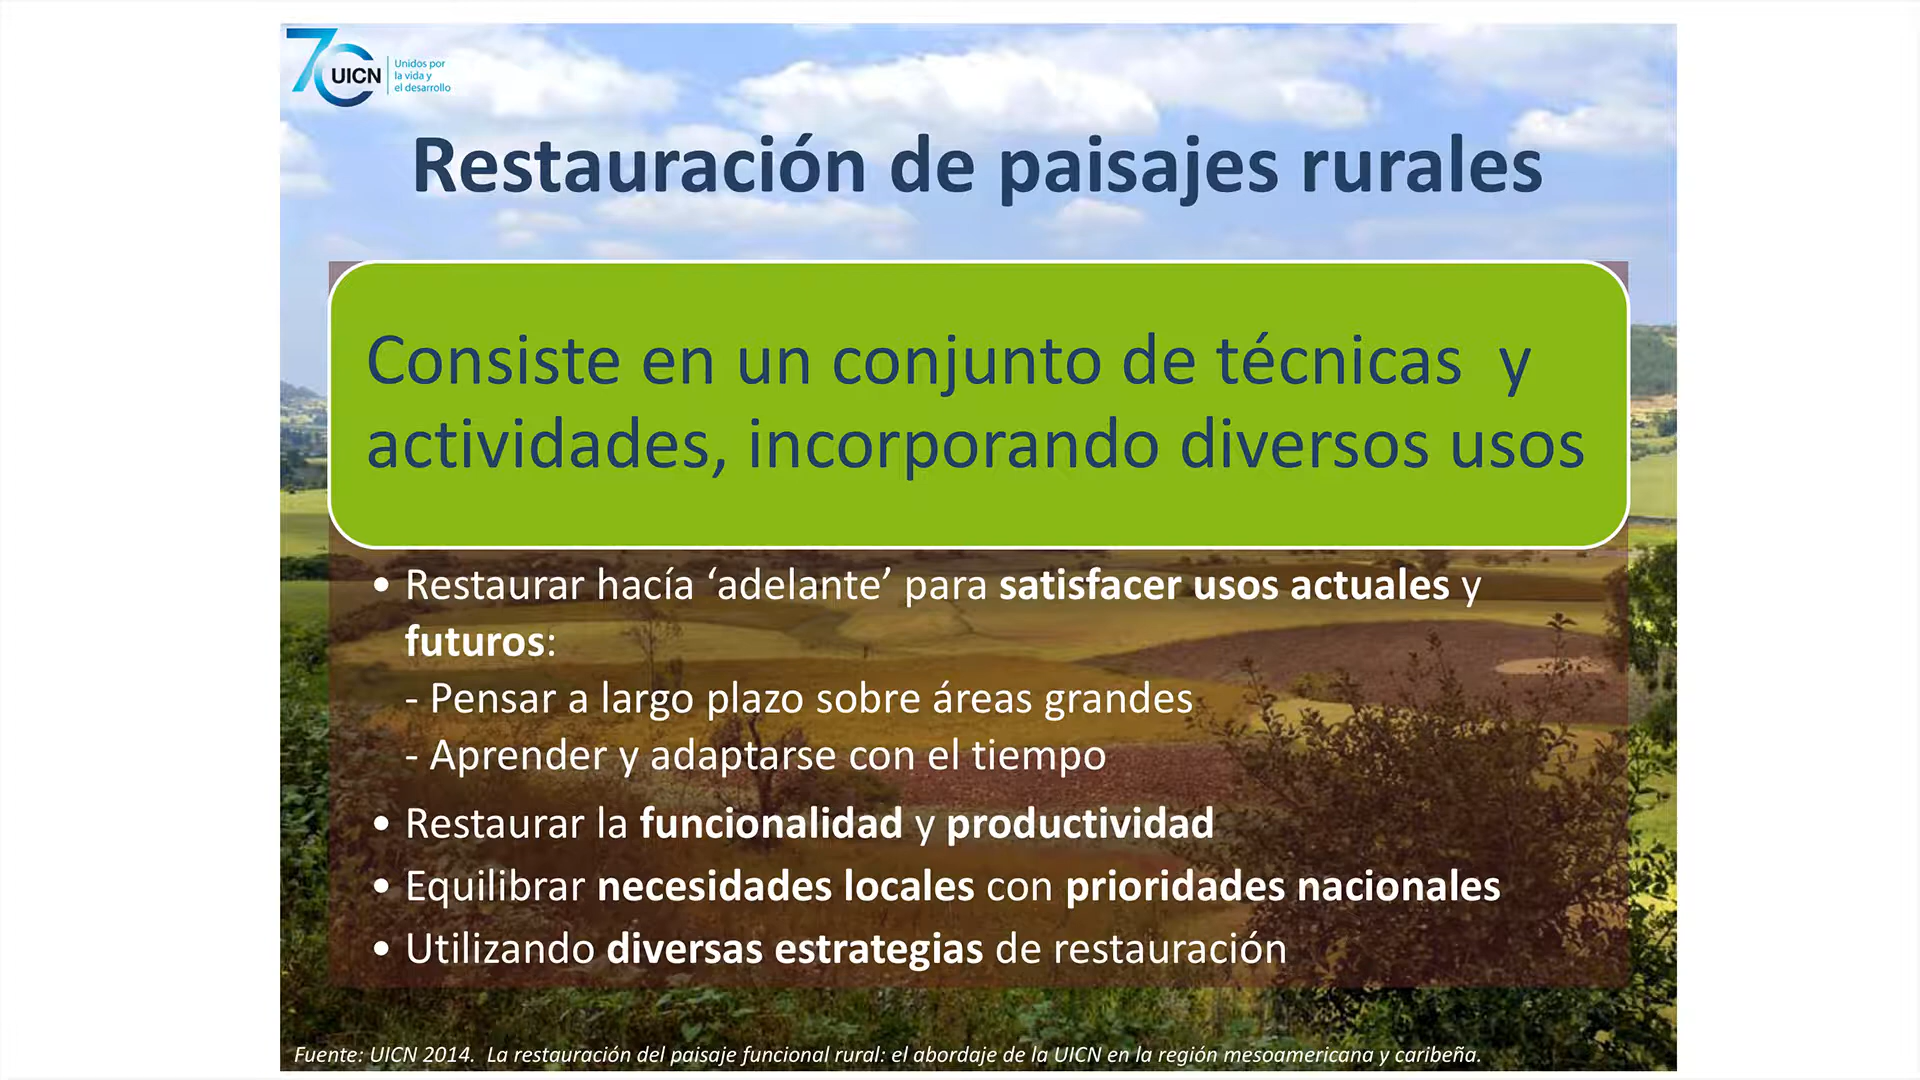 70 UICN
Unidos por
la vida y
el desarrollo
Restauración de paisajes rurales
Consiste en un conjunto de técnicas y
actividades, incorporando diversos usos
• Restaurar hacía ‘adelante’ para satisfacer usos actuales y
futuros:
- Pensar a largo plazo sobre áreas grandes
- Aprender y adaptarse con el tiempo
• Restaurar la funcionalidad y productividad
• Equilibrar necesidades locales con prioridades nacionales
• Utilizando diversas estrategias de restauración
Fuente: UICN 2014. La restauración del paisaje funcional rural: el abordaje de la UICN en la región mesoamericana y caribeña.